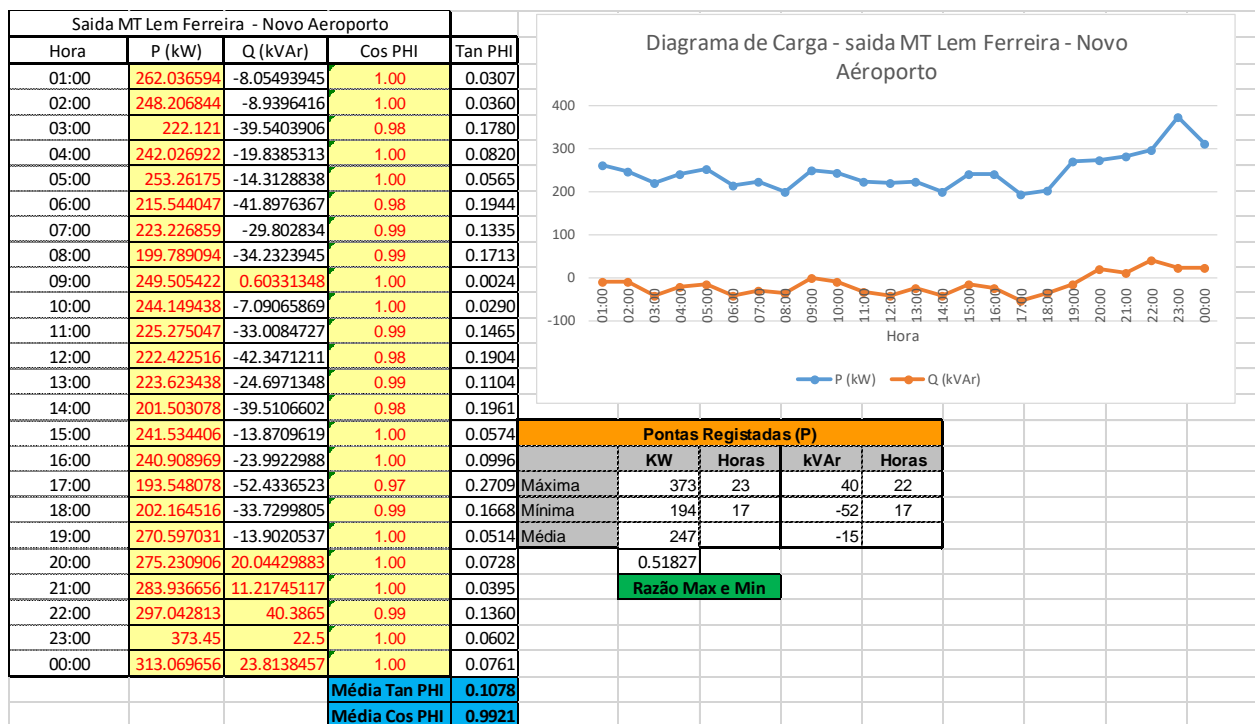 Saida MT Lem Ferreira - Novo Aeroporto
Hora P (kW) Q (kVAr) Cos PHI Tan PHI
01:00 262.036594 -8.05493945 1.00 0.0307
02:00 248.206844 -8.9396416 1.00 0.0360
03:00 222.121 -39.5403906 0.98 0.1780
04:00 242.026922 -19.8385313 1.00 0.0820
05:00 253.26175 -14.3128838 1.00 0.0565
06:00 215.544047 -41.8976367 0.98 0.1944
07:00 223.226859 -29.802834 0.99 0.1335
08:00 199.789094 -34.2323945 0.99 0.1713
09:00 249.505422 0.60331348 1.00 0.0024
10:00 244.149438 -7.09065869 1.00 0.0290
11:00 225.275047 -33.0084727 0.99 0.1465
12:00 222.422516 -42.3471211 0.98 0.1904
13:00 223.623438 -24.6971348 0.99 0.1104
14:00 201.503078 -39.5106602 0.98 0.1961
15:00 241.534406 -13.8709619 1.00 0.0574
16:00 240.908969 -23.9922988 1.00 0.0996
17:00 193.548078 -52.4336523 0.97 0.2709
18:00 202.164516 -33.7299805 0.99 0.1668
19:00 270.597031 -13.9020537 1.00 0.0514
20:00 275.230906 20.04429883 1.00 0.0728
21:00 283.936656 11.21745117 1.00 0.0395
22:00 297.042813 40.3865 0.99 0.1360
23:00 373.45 22.5 1.00 0.0602
00:00 313.069656 23.8138457 1.00 0.0761
Média Tan PHI 0.1078
Média Cos PHI 0.9921
Diagrama de Carga - saida MT Lem Ferreira - Novo
Aéroporto
400
300
200
100
0
-100
01:00 02:00 03:00 04:00 05:00 06:00 07:00 08:00 09:00 10:00 11:00 12:00 13:00 14:00 15:00 16:00 17:00 18:00 19:00 20:00 21:00 22:00 23:00 00:00
Hora
P (kW) Q (kVAr)
Pontas Registadas (P)
KW Horas kVAr Horas
Máxima 373 23 40 22
Mínima 194 17 -52 17
Média 247 -15
0.51827
Razão Max e Min